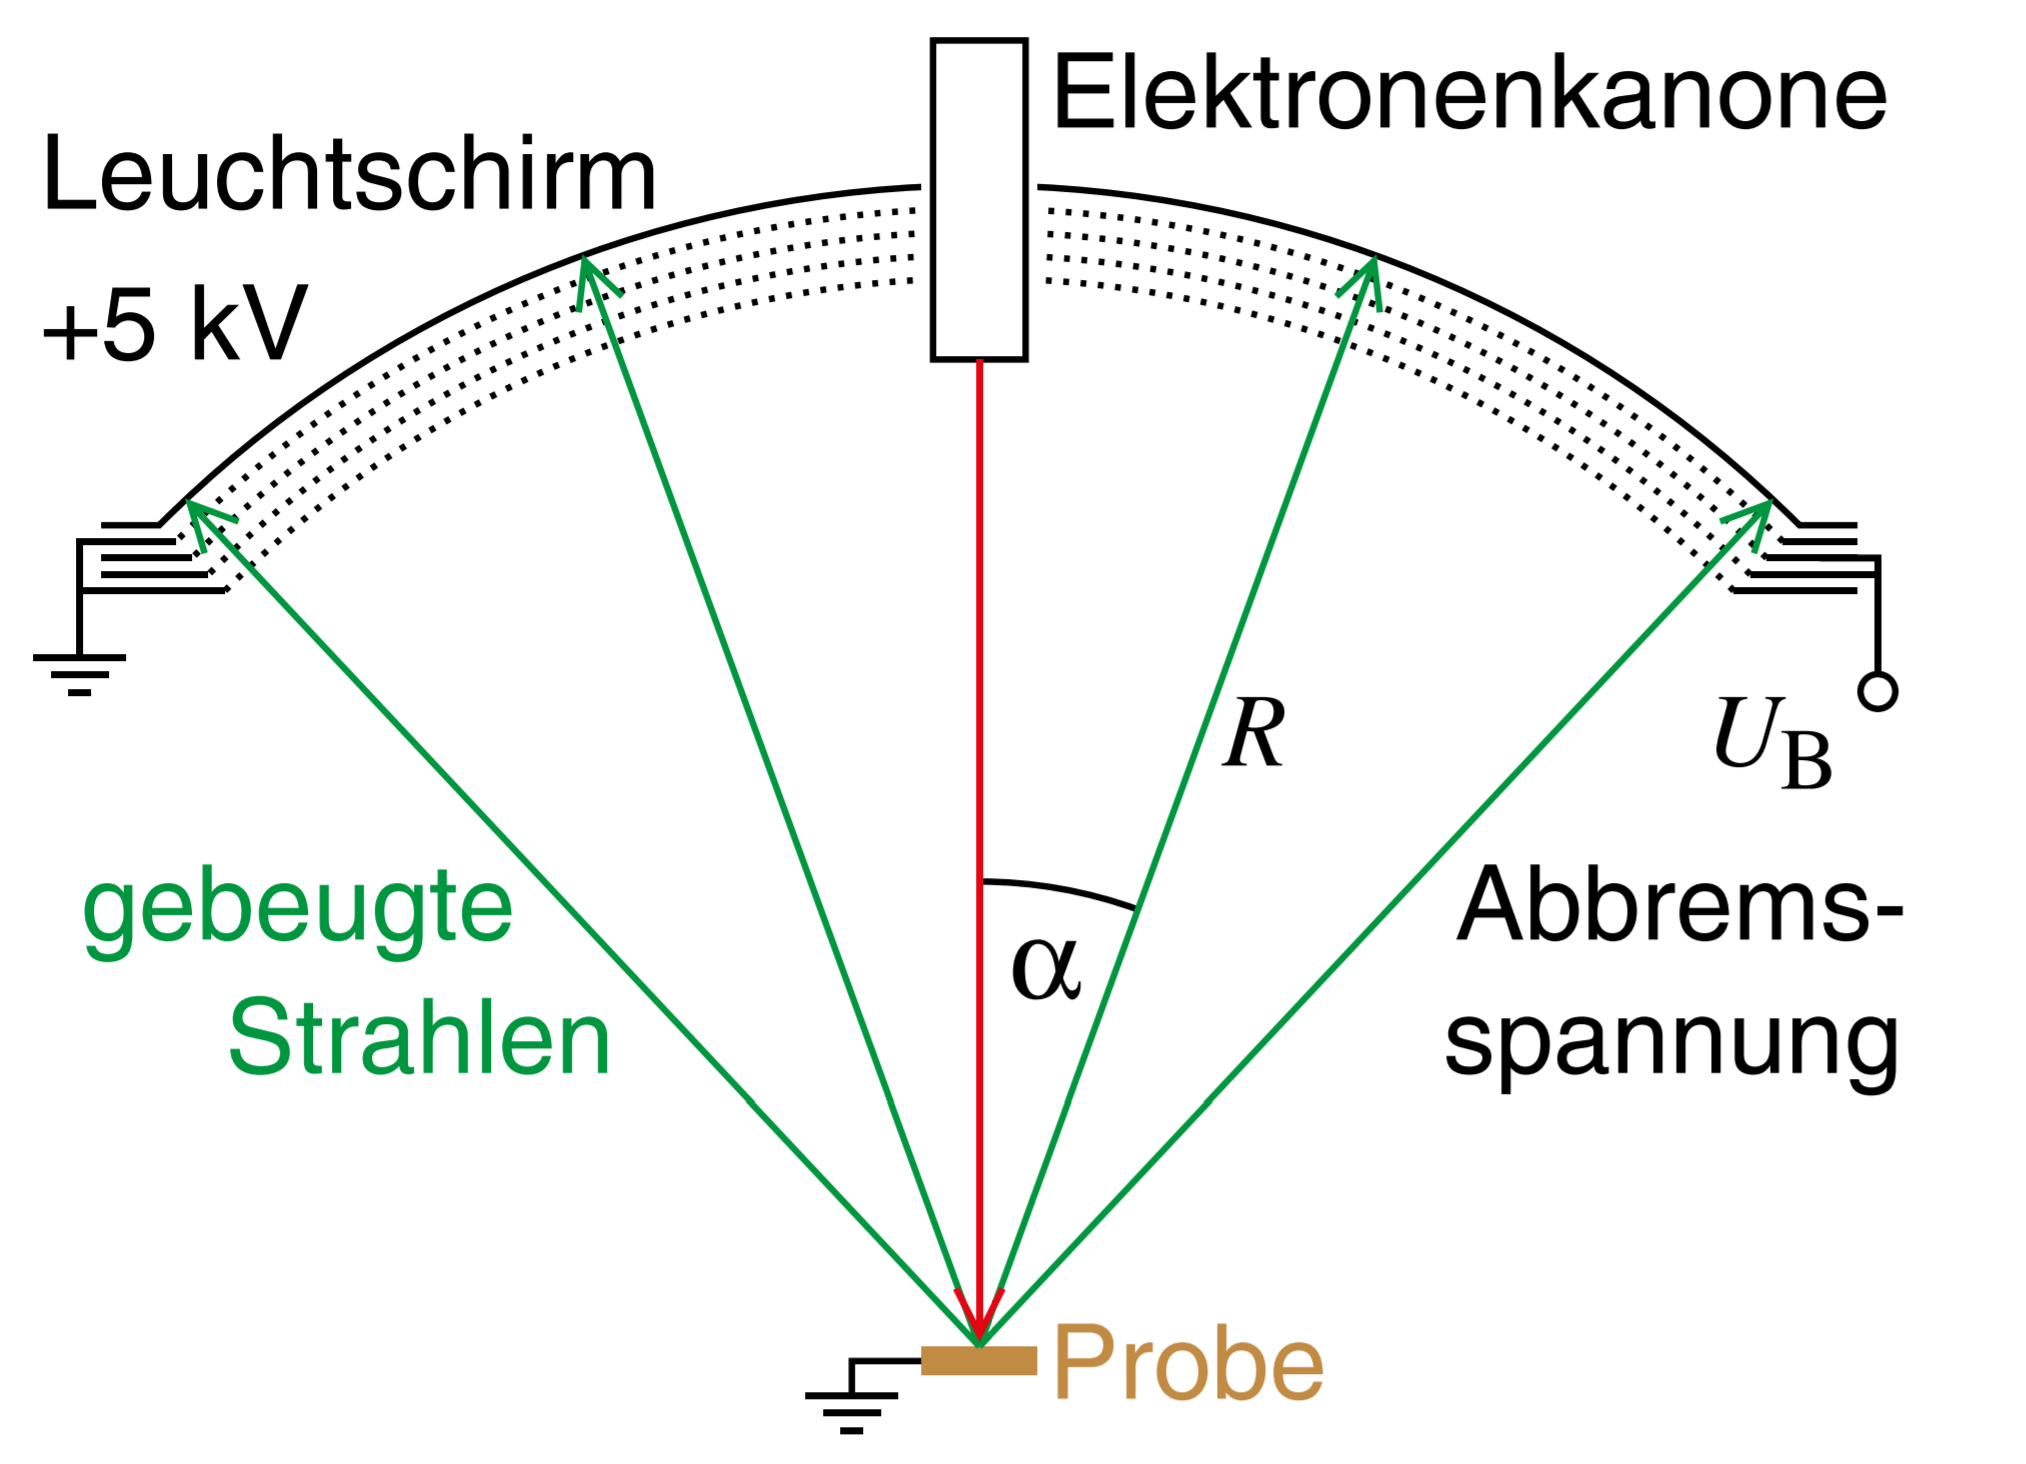 Elektronenkanone
Leuchtschirm
+5 kV
R
U_B
gebeugte
Strahlen
α
Abbrems-
spannung
Probe